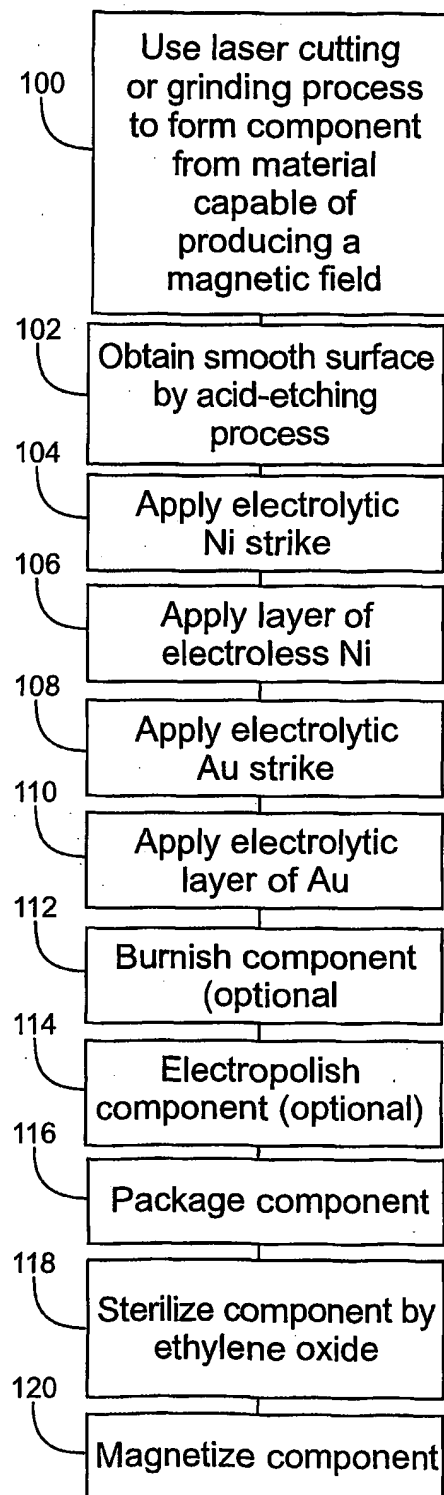 100
Use laser cutting
or grinding process
to form component
from material
capable of
producing a
magnetic field
102
Obtain smooth surface
by acid-etching
process
104
Apply electrolytic
Ni strike
106
Apply layer of
electroless Ni
108
Apply electrolytic
Au strike
110
Apply electrolytic
layer of Au
112
Burnish component
(optional
114
Electropolish
component (optional)
116
Package component
118
Sterilize component by
ethylene oxide
120
Magnetize component